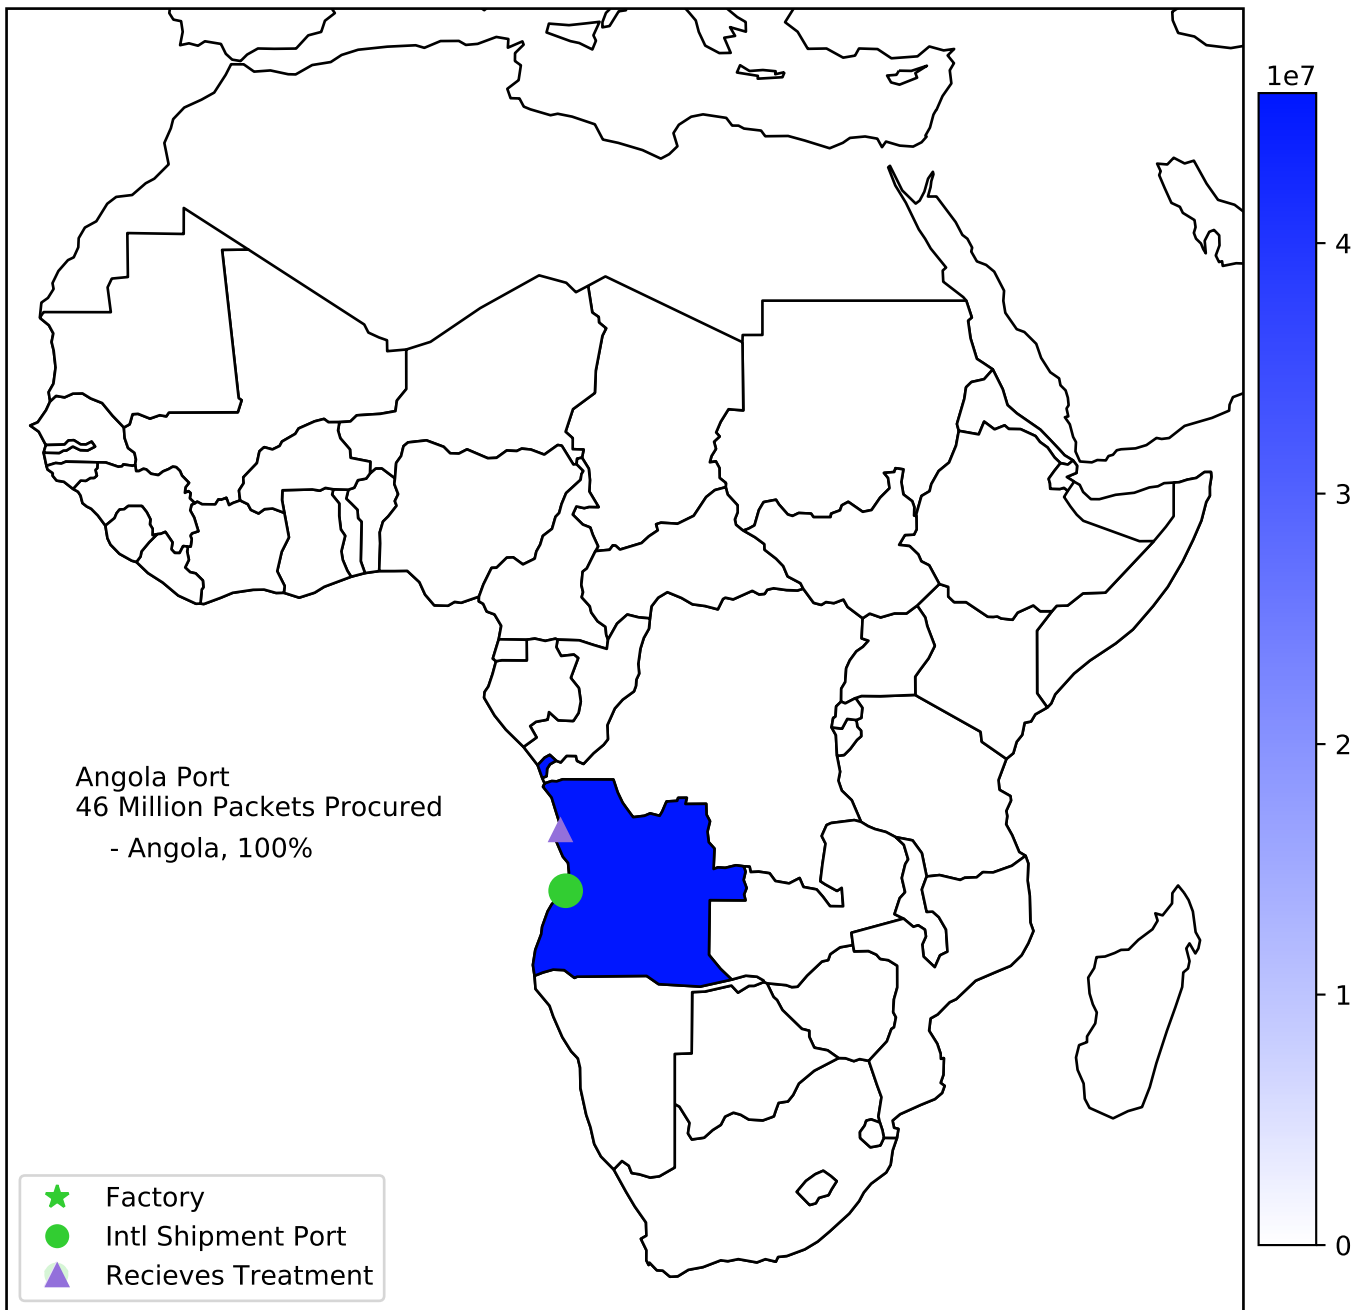 1e7
4
3
2
1
0
Angola Port
46 Million Packets Procured
- Angola, 100%
Factory
Intl Shipment Port
Recieves Treatment